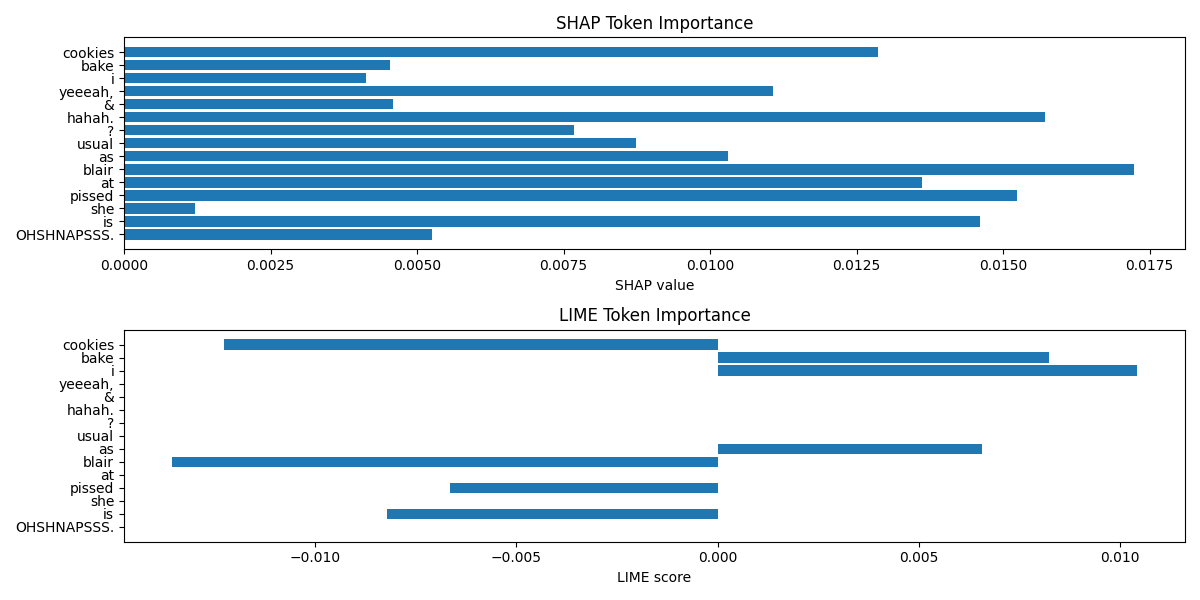 SHAP Token Importance
cookies
bake
i
yeeeah,
&
hahah.
?
usual
as
blair
at
pissed
she
is
OHSHNAPSSS.
0.0000 0.0025 0.0050 0.0075 0.0100 0.0125 0.0150 0.0175
SHAP value
LIME Token Importance
cookies
bake
i
yeeeah,
&
hahah.
?
usual
as
blair
at
pissed
she
is
OHSHNAPSSS.
−0.010 −0.005 0.000 0.005 0.010
LIME score